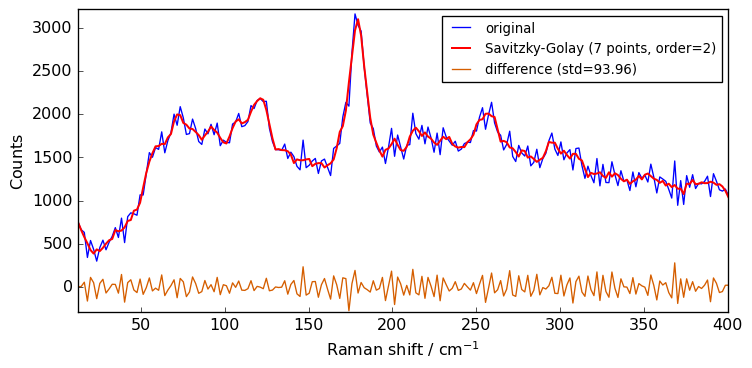 3000
2500
2000
1500
1000
500
0
Counts
original
Savitzky-Golay (7 points, order=2)
difference (std=93.96)
50 100 150 200 250 300 350 400
Raman shift / cm⁻¹